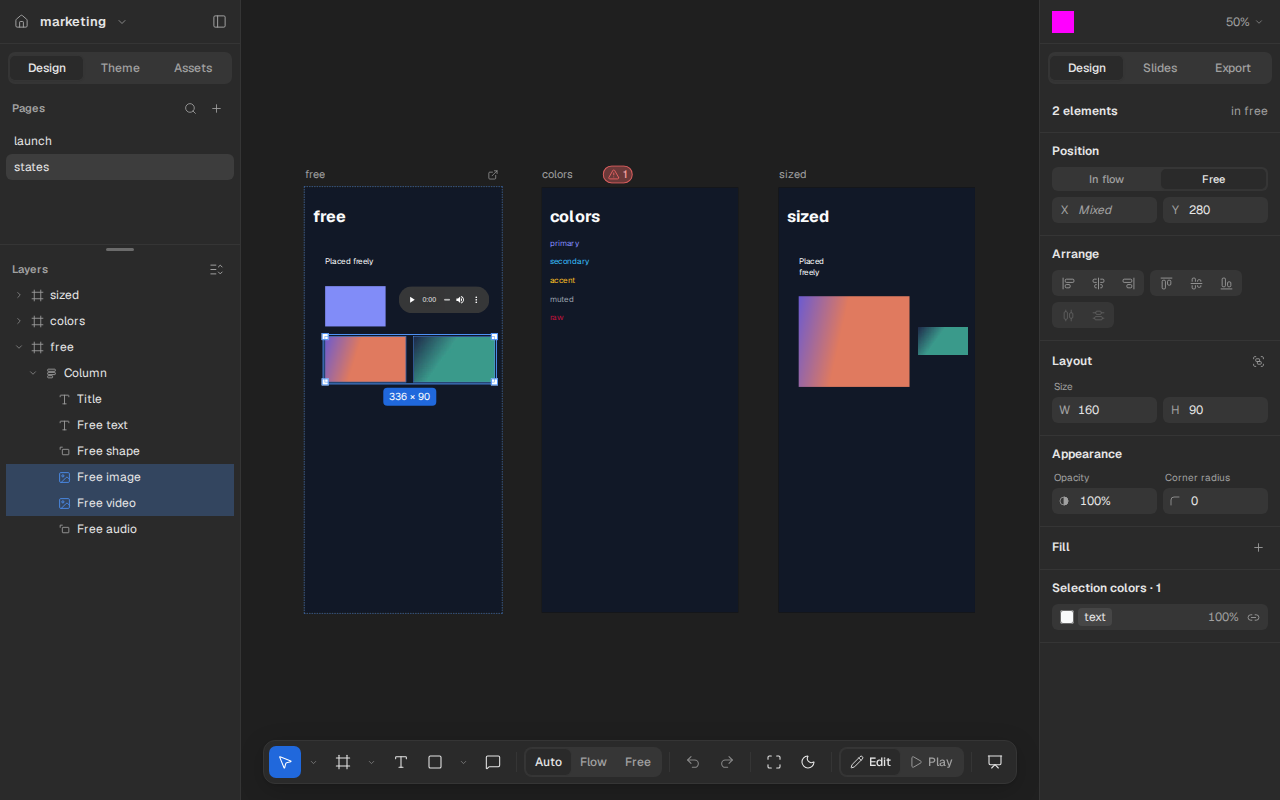 marketing
50%
Design
Theme
Assets
Design
Slides
Export
Pages
launch
states
2 elements
in free
Position
In flow
Free
X Mixed
Y 280
Arrange
Layout
Size
W 160
H 90
Appearance
Opacity
Corner radius
100%
0
Fill
Selection colors · 1
text
100%
Layers
sized
colors
free
Column
Title
Free text
Free shape
Free image
Free video
Free audio
free
free
Placed freely
0:00
336 × 90
colors
1
colors
primary
secondary
accent
muted
raw
sized
sized
Placed
freely
Auto
Flow
Free
Edit
Play